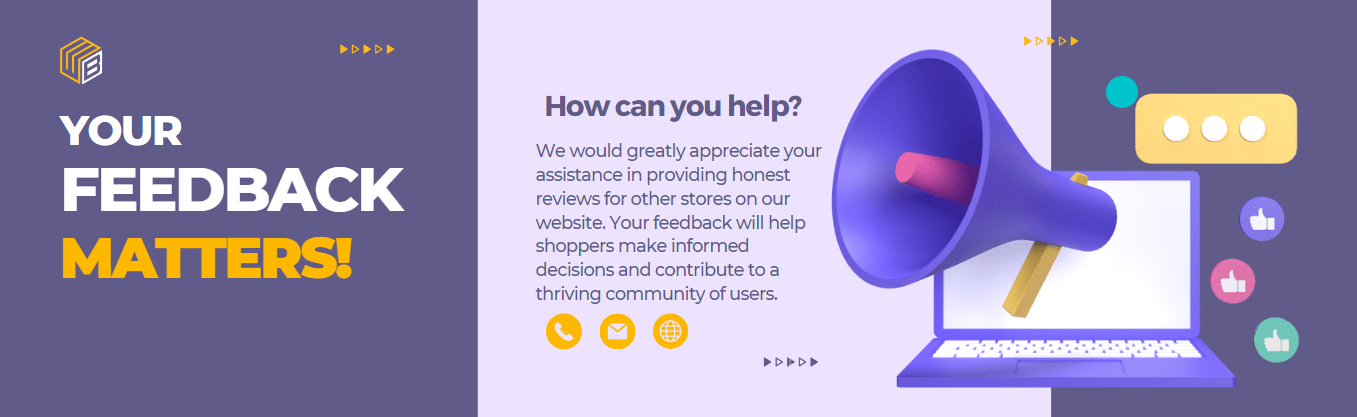 YOUR
FEEDBACK
MATTERS!
How can you help?
We would greatly appreciate your
assistance in providing honest
reviews for other stores on our
website. Your feedback will help
shoppers make informed
decisions and contribute to a
thriving community of users.